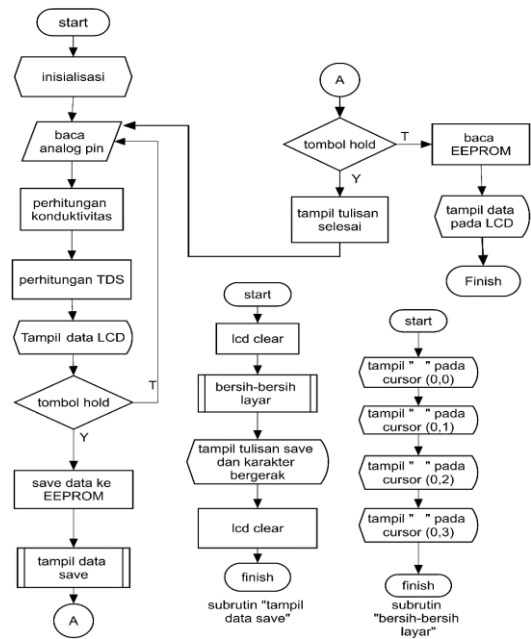 start
inisialisasi
baca
analog pin
perhitungan
konduktivitas
perhitungan TDS
Tampil data LCD
tombol hold
T
Y
save data ke
EEPROM
tampil data
save
A
A
tombol hold
T
Y
baca
EEPROM
tampil tulisan
selesai
tampil data
pada LCD
Finish
start
lcd clear
bersih-bersih
layar
tampil tulisan save
dan karakter
bergerak
lcd clear
finish
subrutin "tampil
data save"
start
tampil " " pada
cursor (0,0)
tampil " " pada
cursor (0,1)
tampil " " pada
cursor (0,2)
tampil " " pada
cursor (0,3)
finish
subrutin
"bersih-bersih
layar"